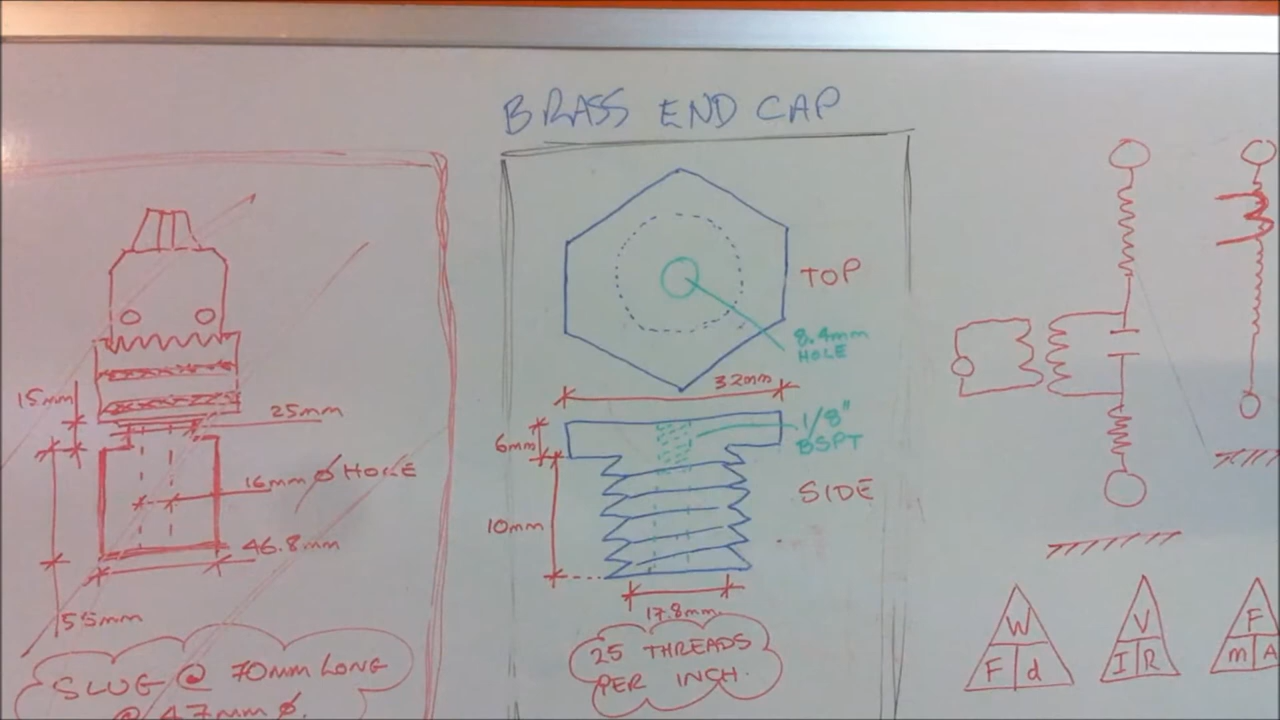 BRASS END CAP
TOP
8.4mm
HOLE
32mm
1/8"
BSPT
6mm
SIDE
10mm
17.8mm
25 THREADS
PER INCH.
15mm
25mm
16mm Ø HOLE
46.8mm
55mm
SLUG @ 70mm LONG
@ 47mm Ø.
W
F d
V
I R
F
m A